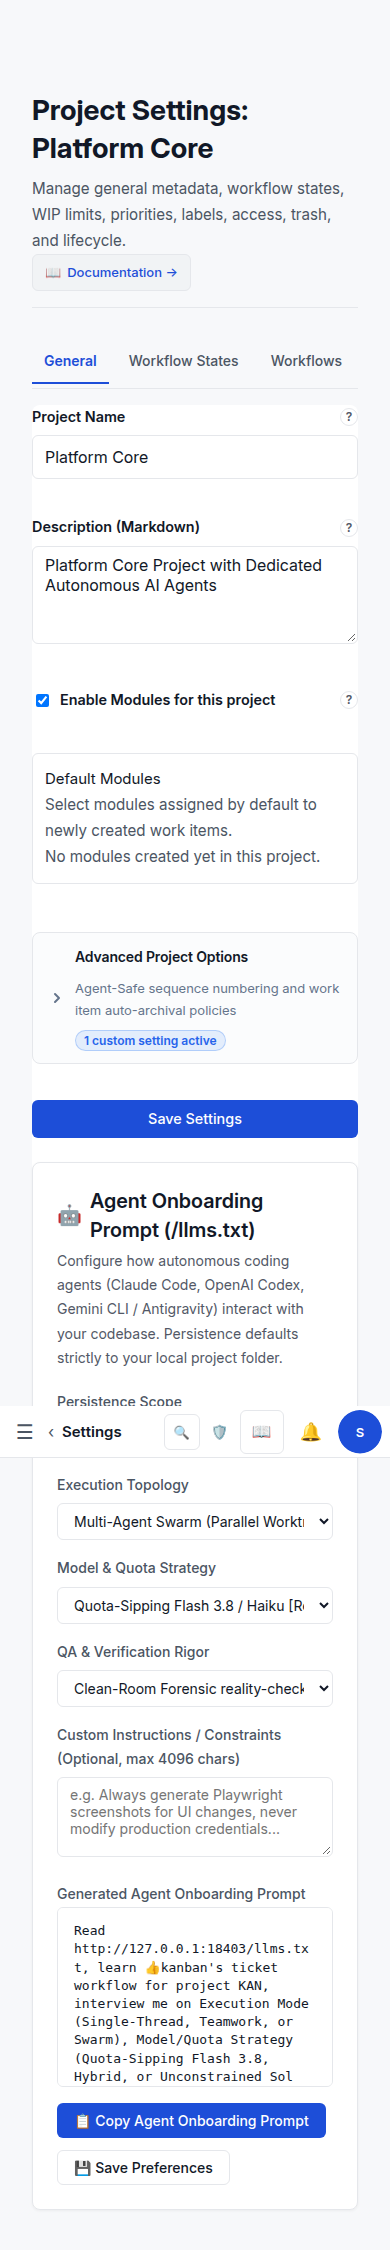 Project Settings:
Platform Core
Manage general metadata, workflow states,
WIP limits, priorities, labels, access, trash,
and lifecycle.
📖 Documentation →
General Workflow States Workflows
Project Name ?
Platform Core
Description (Markdown) ?
Platform Core Project with Dedicated
Autonomous AI Agents
Enable Modules for this project ?
Default Modules
Select modules assigned by default to
newly created work items.
No modules created yet in this project.
Advanced Project Options
Agent-Safe sequence numbering and work
item auto-archival policies
1 custom setting active
Save Settings
🤖 Agent Onboarding
Prompt (/llms.txt)
Configure how autonomous coding
agents (Claude Code, OpenAI Codex,
Gemini CLI / Antigravity) interact with
your codebase. Persistence defaults
strictly to your local project folder.
Persistence Scope
☰ ‹ Settings 🔍 🛡️ 📖 🔔 S
Execution Topology
Multi-Agent Swarm (Parallel Workt
Model & Quota Strategy
Quota-Sipping Flash 3.8 / Haiku [R
QA & Verification Rigor
Clean-Room Forensic reality-check
Custom Instructions / Constraints
(Optional, max 4096 chars)
e.g. Always generate Playwright
screenshots for UI changes, never
modify production credentials...
Generated Agent Onboarding Prompt
Read
http://127.0.0.1:18403/llms.tx
t, learn 👍kanban's ticket
workflow for project KAN,
interview me on Execution Mode
(Single-Thread, Teamwork, or
Swarm), Model/Quota Strategy
(Quota-Sipping Flash 3.8,
Hybrid, or Unconstrained Sol
📋 Copy Agent Onboarding Prompt
💾 Save Preferences